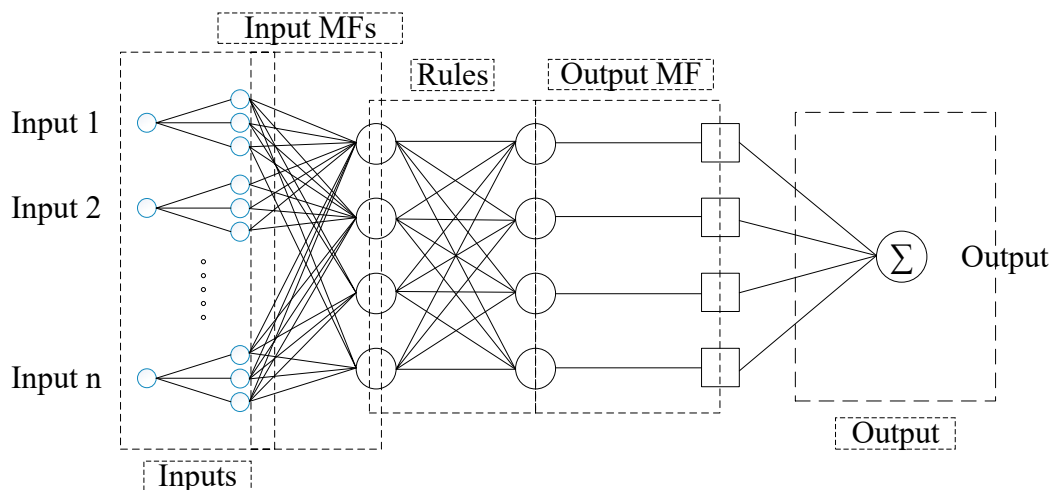 Input MFs
Rules
Output MF
Input 1
Input 2
Σ
Output
Input n
Output
Inputs